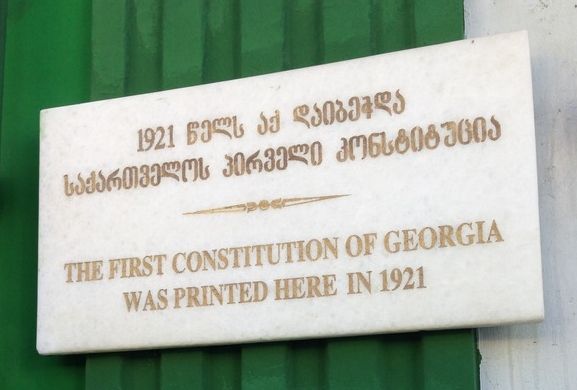 1921 წელს აქ დაიბეჭდა
საქართველოს პირველი კონსტიტუცია
THE FIRST CONSTITUTION OF GEORGIA
WAS PRINTED HERE IN 1921